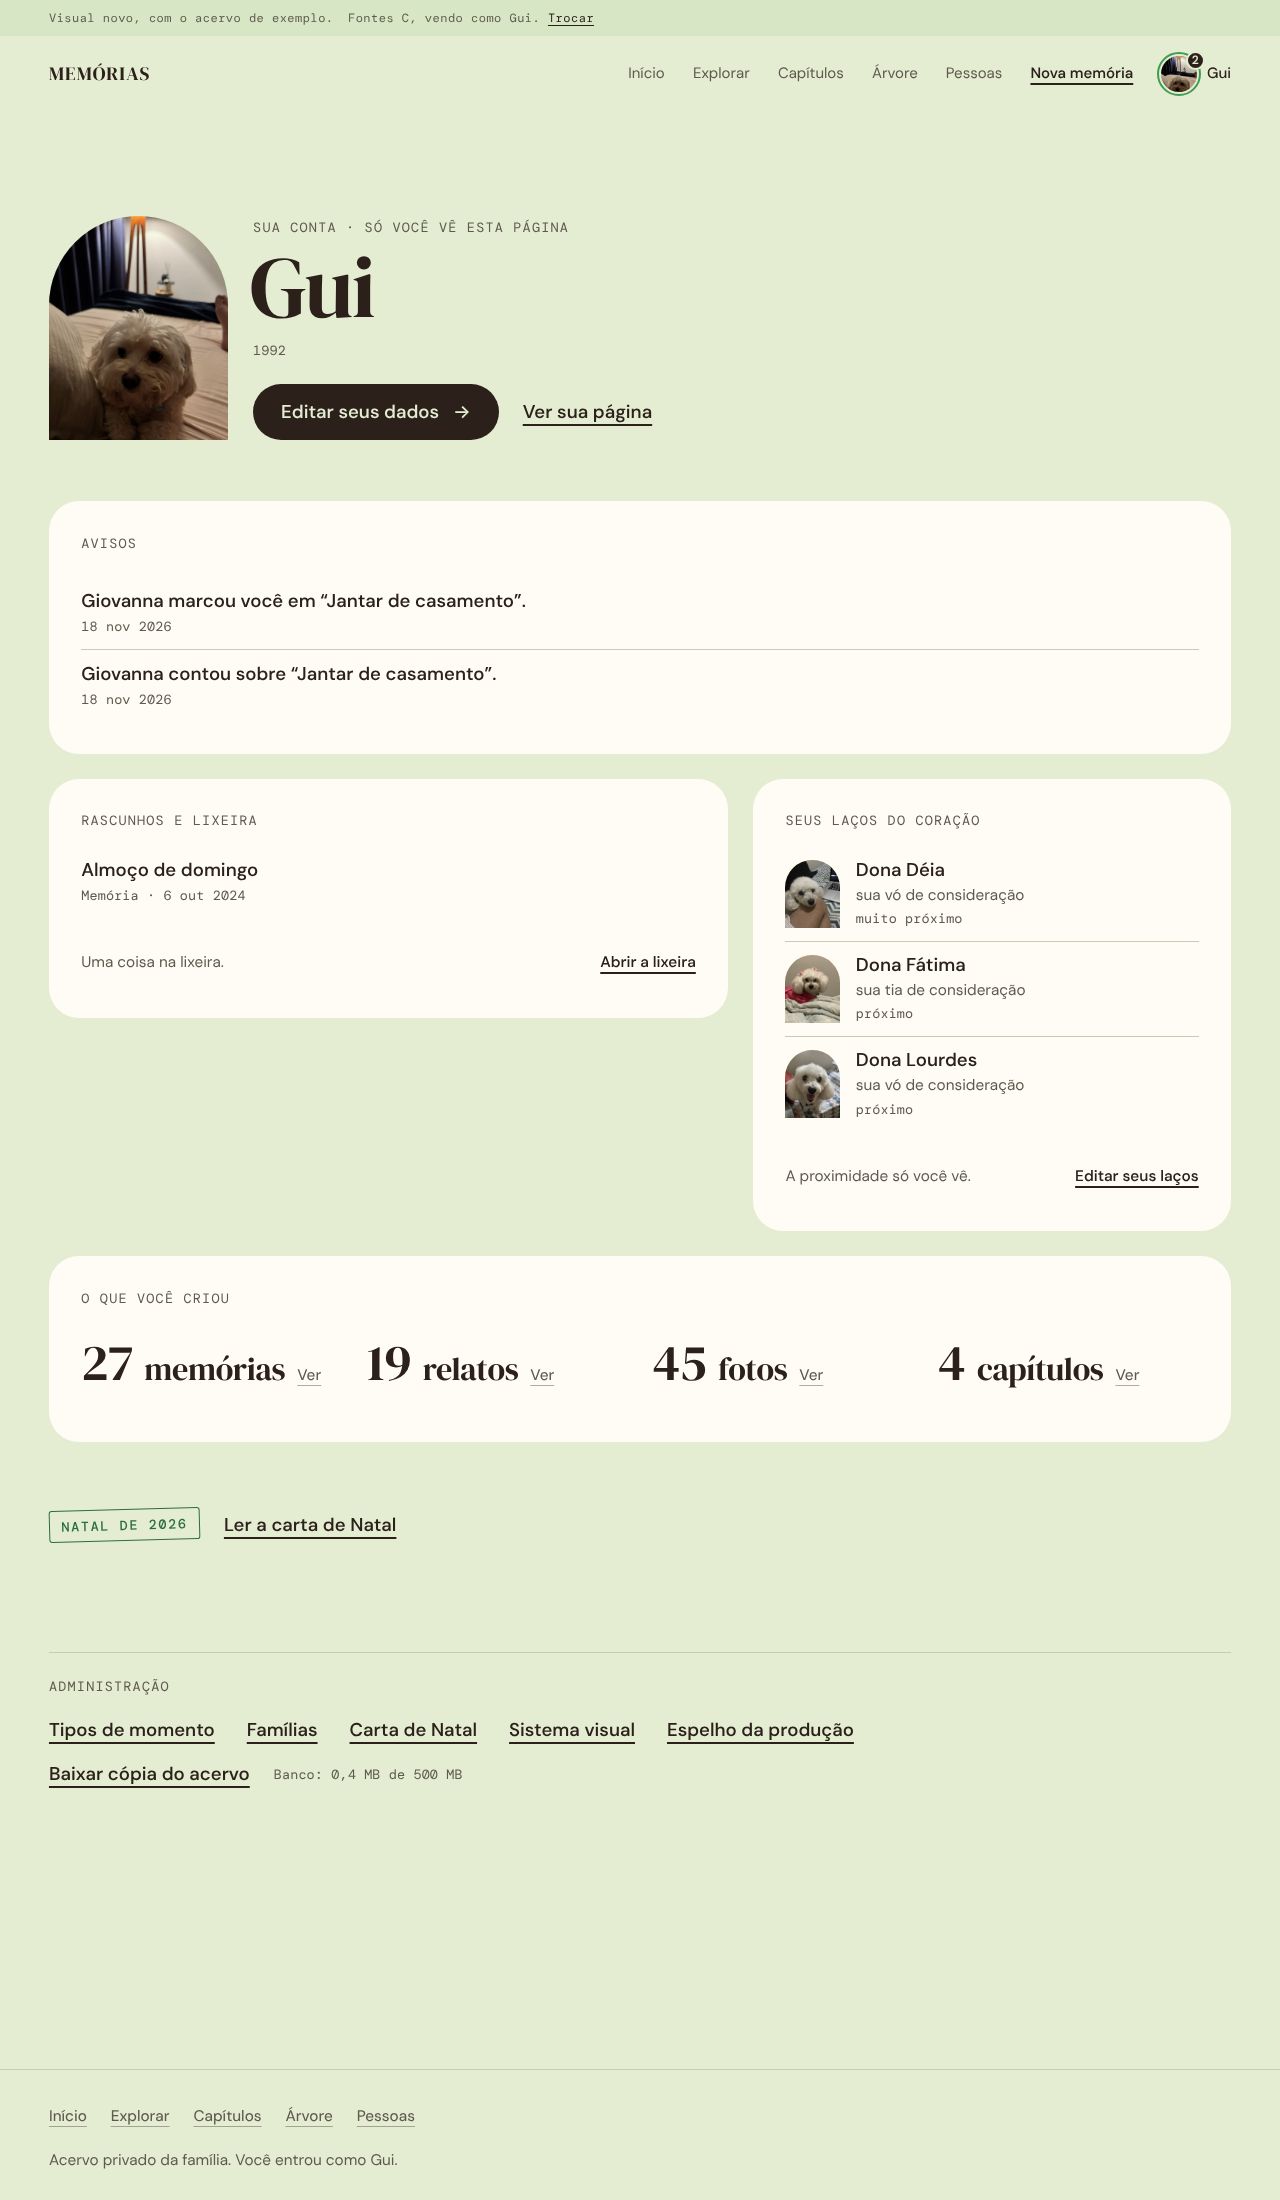 Visual novo, com o acervo de exemplo. Fontes C, vendo como Gui. Trocar
MEMÓRIAS
Início Explorar Capítulos Árvore Pessoas Nova memória 2 Gui
SUA CONTA · SÓ VOCÊ VÊ ESTA PÁGINA
Gui
1992
Editar seus dados → Ver sua página
AVISOS
Giovanna marcou você em “Jantar de casamento”.
18 nov 2026
Giovanna contou sobre “Jantar de casamento”.
18 nov 2026
RASCUNHOS E LIXEIRA
Almoço de domingo
Memória · 6 out 2024
Uma coisa na lixeira. Abrir a lixeira
SEUS LAÇOS DO CORAÇÃO
Dona Déia
sua vó de consideração
muito próximo
Dona Fátima
sua tia de consideração
próximo
Dona Lourdes
sua vó de consideração
próximo
A proximidade só você vê. Editar seus laços
O QUE VOCÊ CRIOU
27 memórias Ver 19 relatos Ver 45 fotos Ver 4 capítulos Ver
NATAL DE 2026 Ler a carta de Natal
ADMINISTRAÇÃO
Tipos de momento Famílias Carta de Natal Sistema visual Espelho da produção
Baixar cópia do acervo Banco: 0,4 MB de 500 MB
Início Explorar Capítulos Árvore Pessoas
Acervo privado da família. Você entrou como Gui.